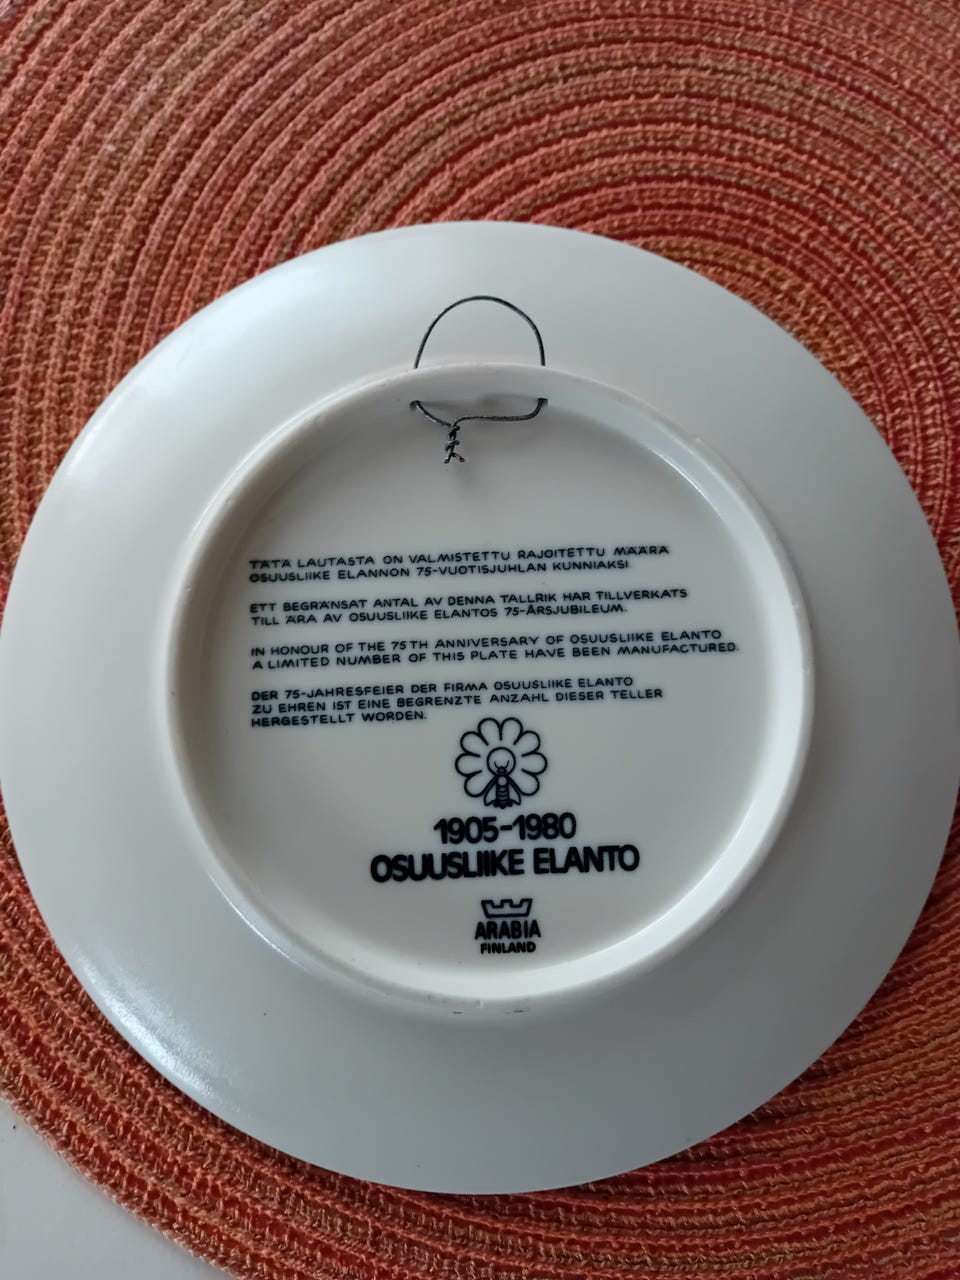 TÄTÄ LAUTASTA ON VALMISTETTU RAJOITETTU MÄÄRÄ
OSUUSLIIKE ELANNON 75-VUOTISJUHLAN KUNNIAKSI.
ETT BEGRÄNSAT ANTAL AV DENNA TALLRIK HAR TILLVERKATS
TILL ÄRA AV OSUUSLIIKE ELANTOS 75-ÅRSJUBILEUM.
IN HONOUR OF THE 75TH ANNIVERSARY OF OSUUSLIIKE ELANTO
A LIMITED NUMBER OF THIS PLATE HAVE BEEN MANUFACTURED.
DER 75-JAHRESFEIER DER FIRMA OSUUSLIIKE ELANTO
ZU EHREN IST EINE BEGRENZTE ANZAHL DIESER TELLER
HERGESTELLT WORDEN.
1905-1980
OSUUSLIIKE ELANTO
ARABIA
FINLAND